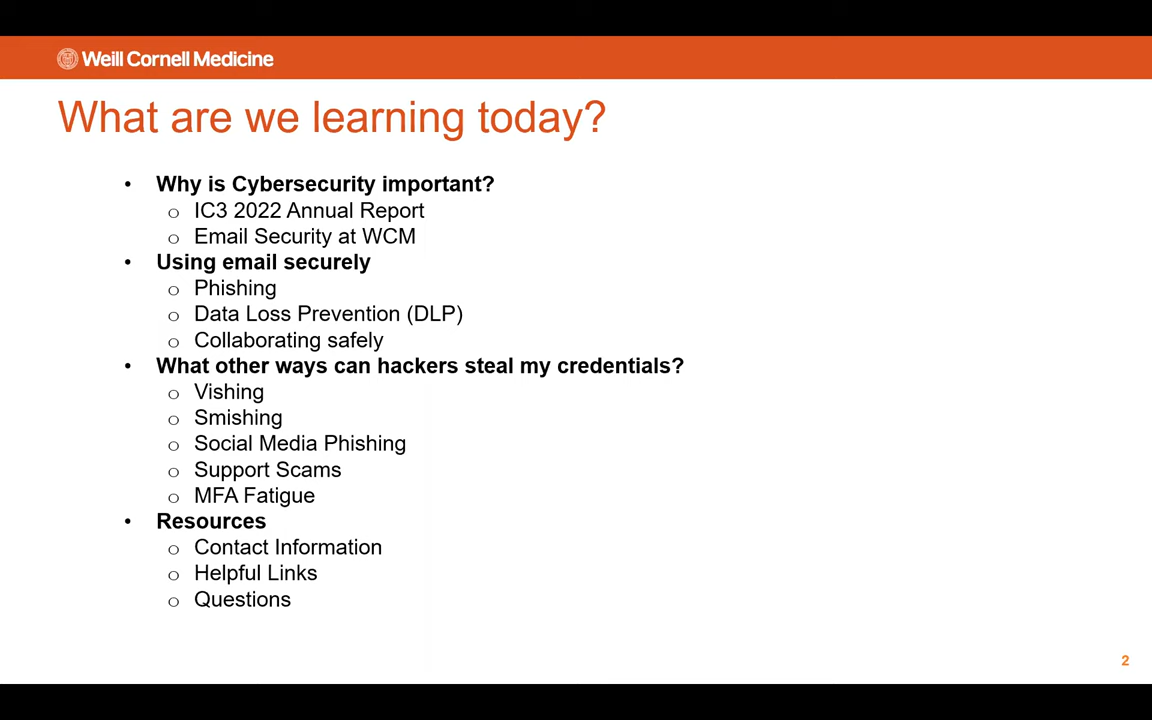 Weill Cornell Medicine
What are we learning today?
• Why is Cybersecurity important?
o IC3 2022 Annual Report
o Email Security at WCM
• Using email securely
o Phishing
o Data Loss Prevention (DLP)
o Collaborating safely
• What other ways can hackers steal my credentials?
o Vishing
o Smishing
o Social Media Phishing
o Support Scams
o MFA Fatigue
• Resources
o Contact Information
o Helpful Links
o Questions
2